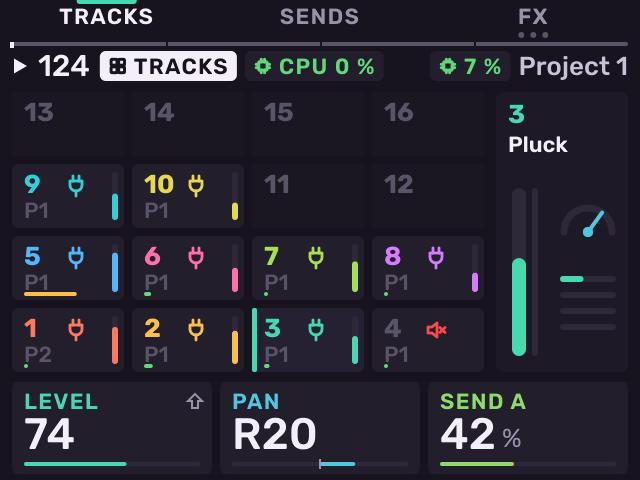 TRACKS SENDS FX
124 TRACKS CPU 0 % 7 % Project 1
13 14 15 16
9 P1 10 P1 11 12
5 P1 6 P1 7 P1 8 P1
1 P2 2 P1 3 P1 4 P1
3
Pluck
LEVEL PAN SEND A
74 R20 42 %